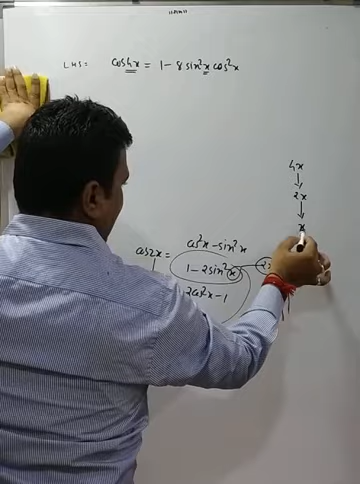 LHS = cos4x = 1 - 8 sin²x cos²x
4x
↓
2x
↓
x
cos2x = cos²x - sin²x
1 - 2sin²x
2cos²x - 1